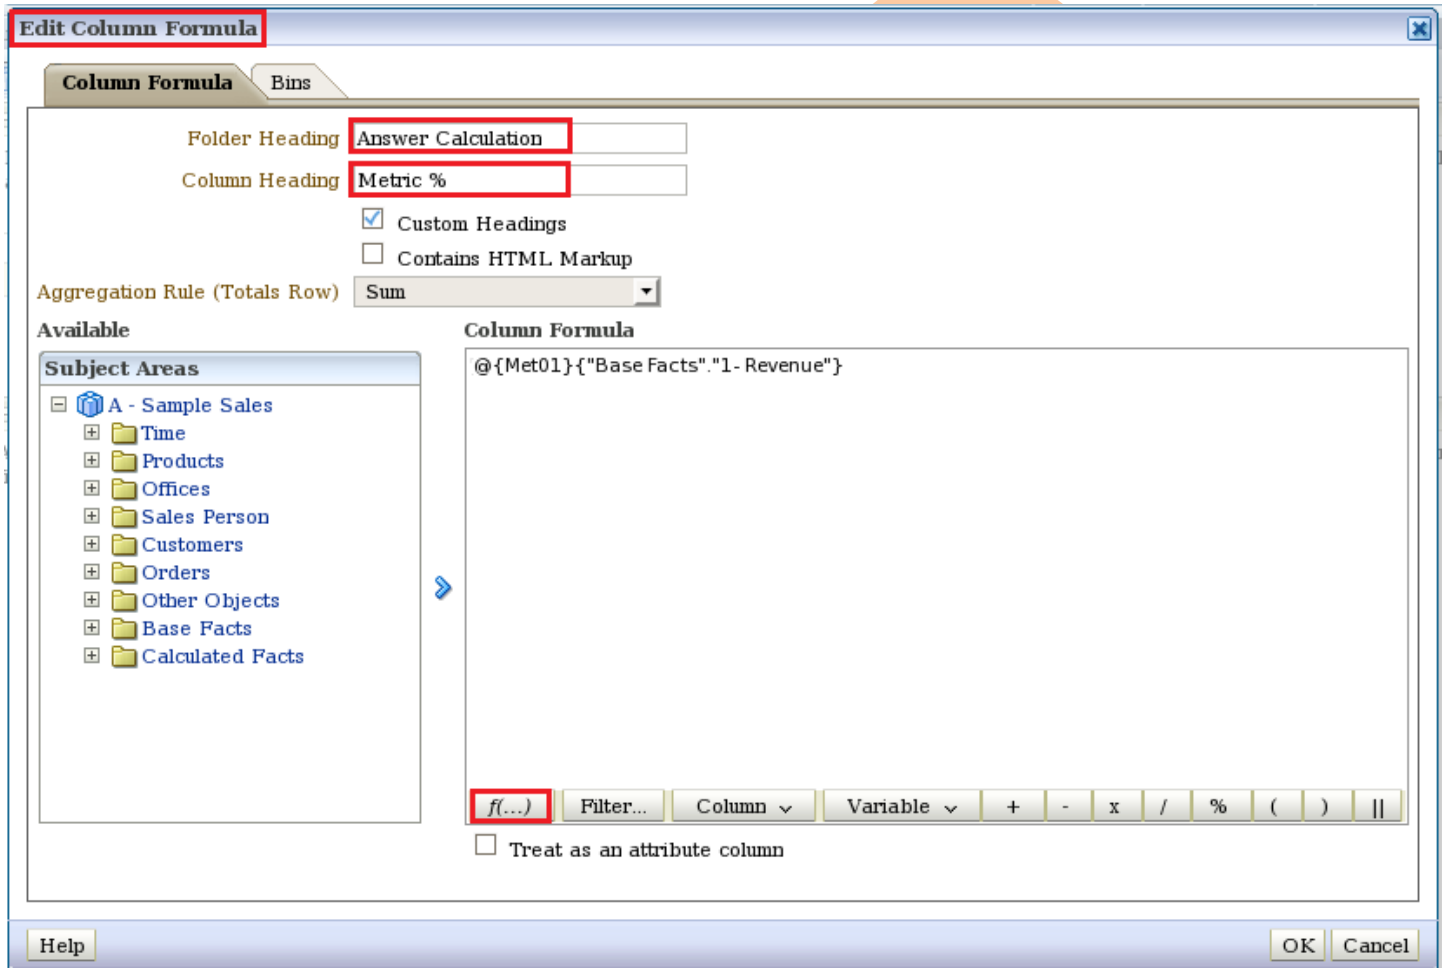 Edit Column Formula
Column Formula Bins
Folder Heading Answer Calculation
Column Heading Metric %
Custom Headings
Contains HTML Markup
Aggregation Rule (Totals Row) Sum
Available Column Formula
Subject Areas @{Met01}{"Base Facts"."1- Revenue"}
A - Sample Sales
Time
Products
Offices
Sales Person
Customers
Orders
Other Objects
Base Facts
Calculated Facts
f(...) Filter... Column Variable + - x / % ( ) ||
Treat as an attribute column
Help OK Cancel